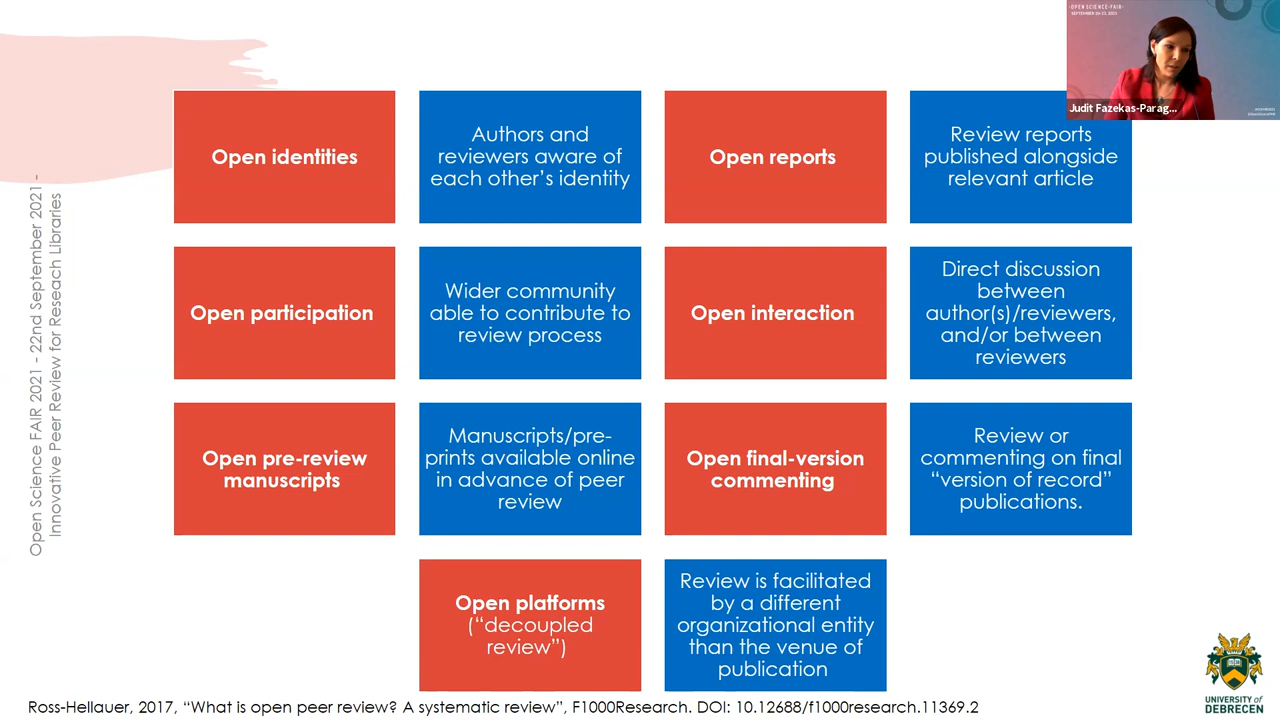 ·OPEN SCIENCE FAIR·
Judit Fazekas-Parag...
Open identities
Authors and
reviewers aware of
each other’s identity
Open reports
Review reports
published alongside
relevant article
Open participation
Wider community
able to contribute to
review process
Open interaction
Direct discussion
between
author(s)/reviewers,
and/or between
reviewers
Open pre-review
manuscripts
Manuscripts/pre-
prints available online
in advance of peer
review
Open final-version
commenting
Review or
commenting on final
“version of record”
publications.
Open platforms
(“decoupled
review”)
Review is facilitated
by a different
organizational entity
than the venue of
publication
Open Science FAIR 2021 - 22nd September 2021 -
Innovative Peer Review for Reseach Libraries
UNIVERSITY of
DEBRECEN
Ross-Hellauer, 2017, “What is open peer review? A systematic review”, F1000Research. DOI: 10.12688/f1000research.11369.2